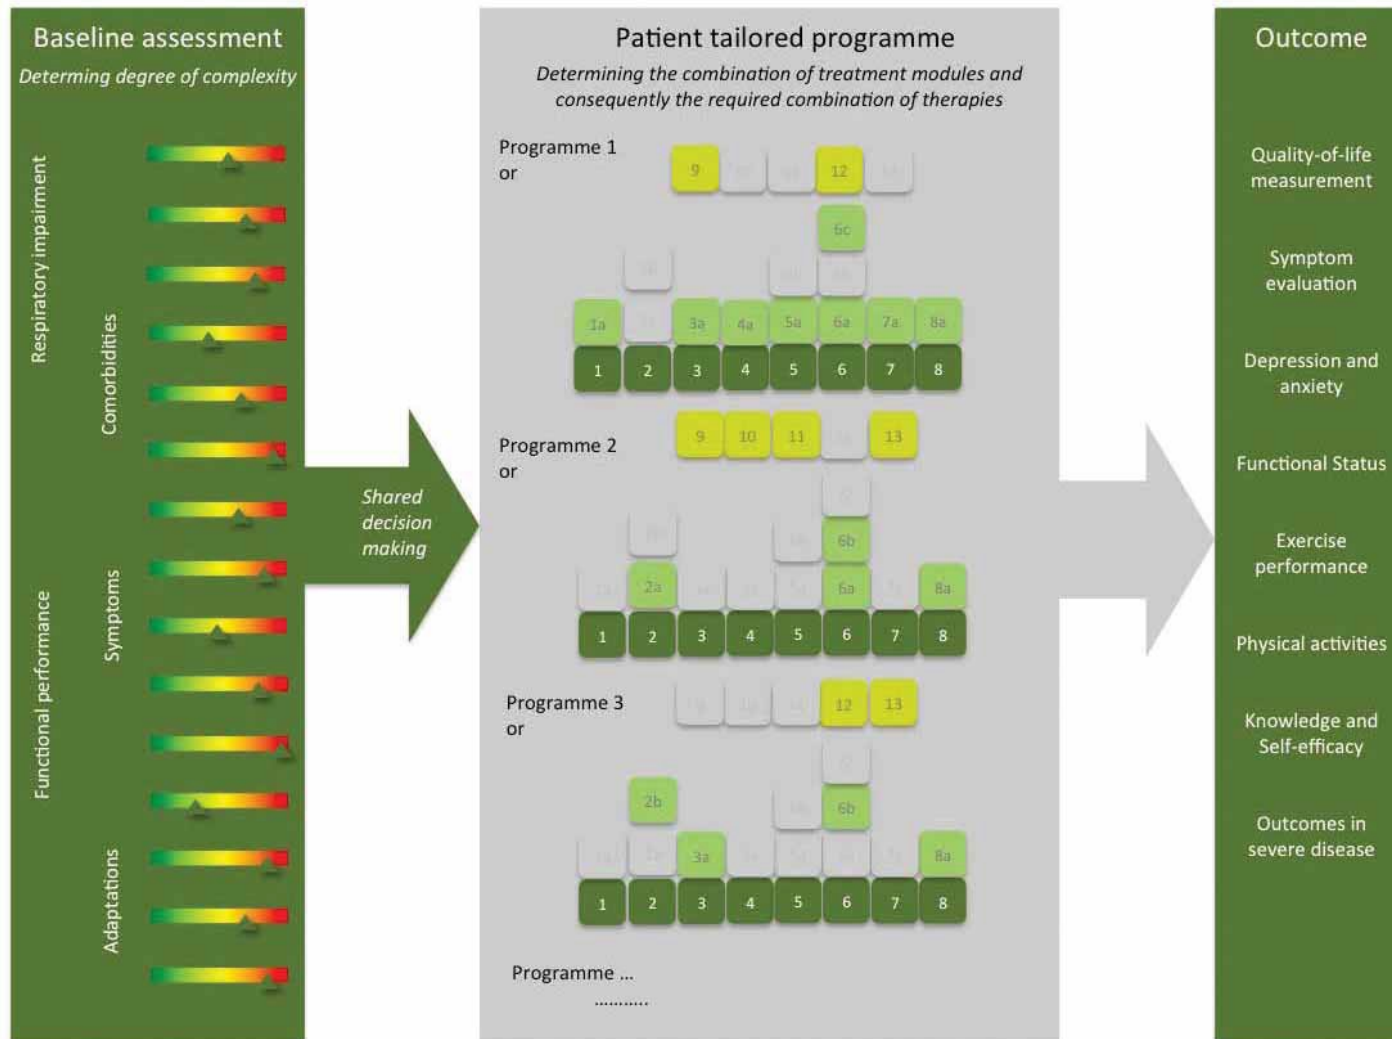 Baseline assessment
Determing degree of complexity
Respiratory impairment
Comorbidities
Functional performance
Symptoms
Adaptations
Shared
decision
making
Patient tailored programme
Determining the combination of treatment modules and
consequently the required combination of therapies
Programme 1
or
9 12
6c
1a 3a 4a 5a 6a 7a 8a
1 2 3 4 5 6 7 8
Programme 2
or
9 10 11 13
6b
2a 6a 8a
1 2 3 4 5 6 7 8
Programme 3
or
12 13
2b 6b
3a 8a
1 2 3 4 5 6 7 8
Programme ...
...........
Outcome
Quality-of-life
measurement
Symptom
evaluation
Depression and
anxiety
Functional Status
Exercise
performance
Physical activities
Knowledge and
Self-efficacy
Outcomes in
severe disease